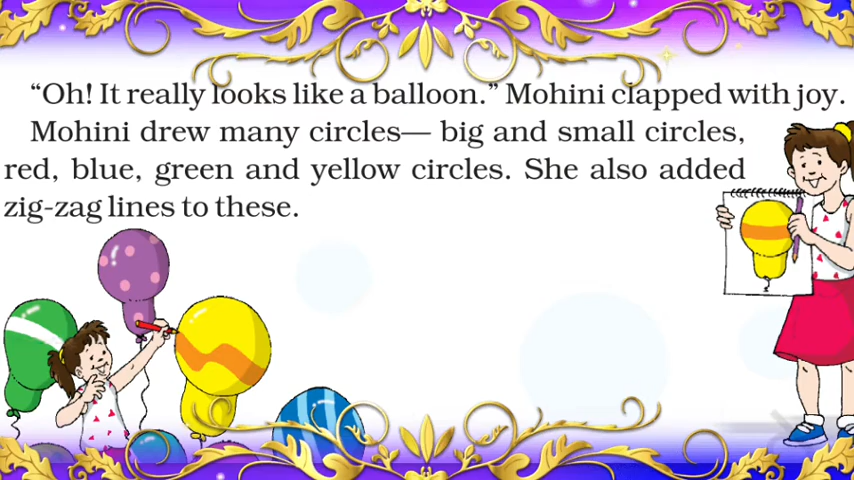 “Oh! It really looks like a balloon.” Mohini clapped with joy.
Mohini drew many circles— big and small circles,
red, blue, green and yellow circles. She also added
zig-zag lines to these.